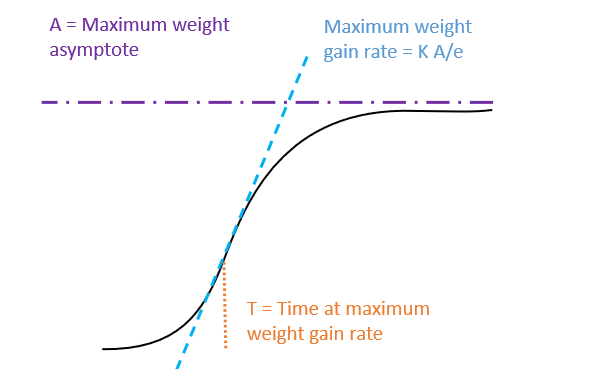 A = Maximum weight
asymptote
Maximum weight
gain rate = K A/e
T = Time at maximum
weight gain rate